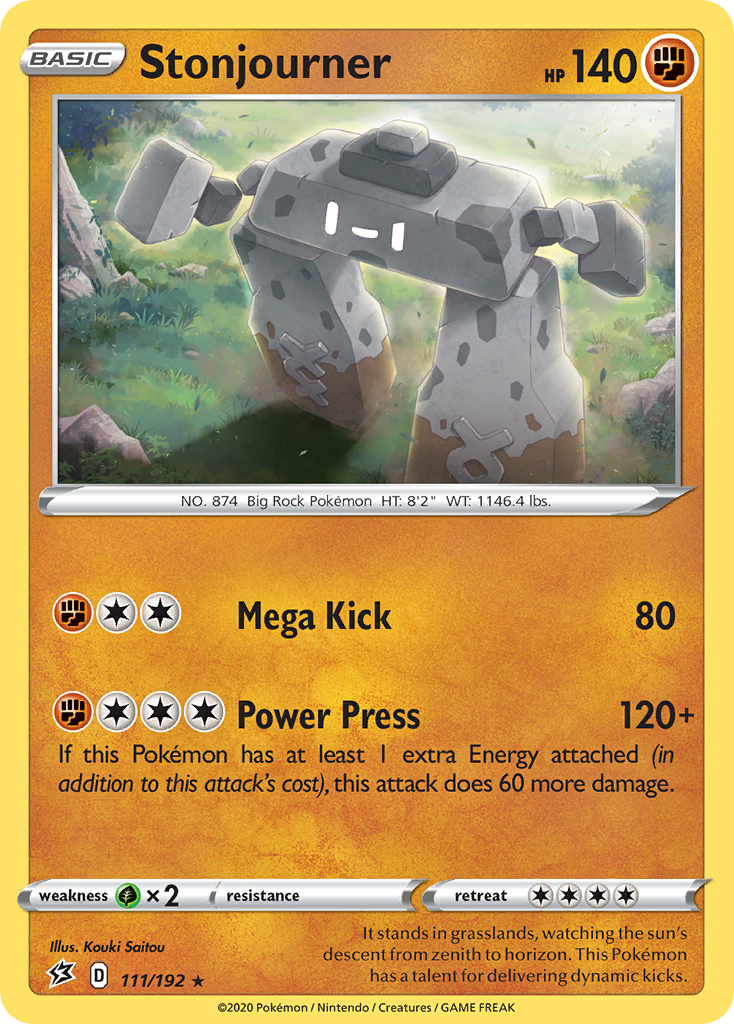 BASIC Stonjourner HP 140
NO. 874 Big Rock Pokémon HT: 8'2" WT: 1146.4 lbs.
Mega Kick 80
Power Press 120+
If this Pokémon has at least 1 extra Energy attached (in
addition to this attack's cost), this attack does 60 more damage.
weakness ×2 resistance retreat
It stands in grasslands, watching the sun's
descent from zenith to horizon. This Pokémon
has a talent for delivering dynamic kicks.
Illus. Kouki Saitou
D 111/192 ★
©2020 Pokémon / Nintendo / Creatures / GAME FREAK